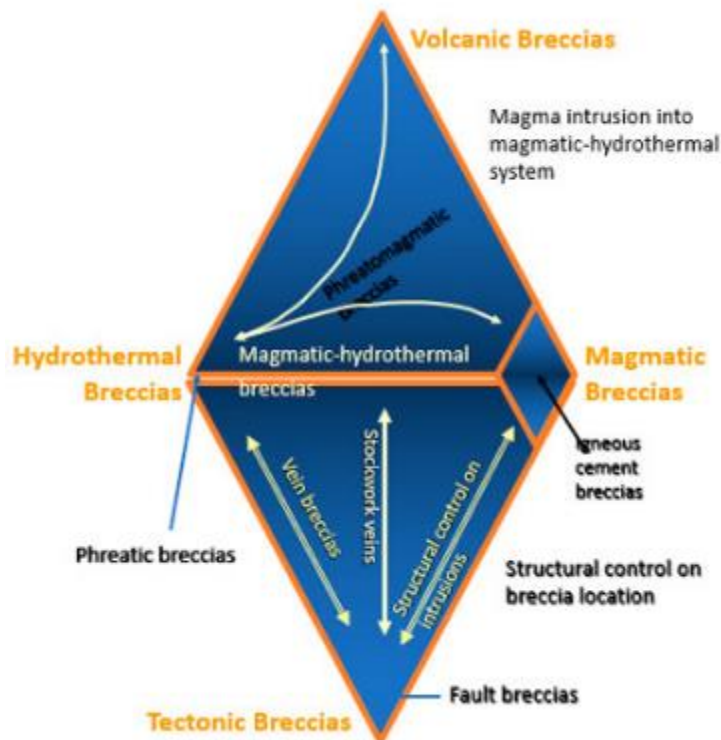 Volcanic Breccias
Magma intrusion into
magmatic-hydrothermal
system
Phreatomagmatic
breccias
Hydrothermal
Breccias
Magmatic-hydrothermal
breccias
Magmatic
Breccias
igneous
cement
breccias
Vein breccias
Stockwork veins
Structural control on
intrusions
Phreatic breccias
Structural control on
breccia location
Fault breccias
Tectonic Breccias